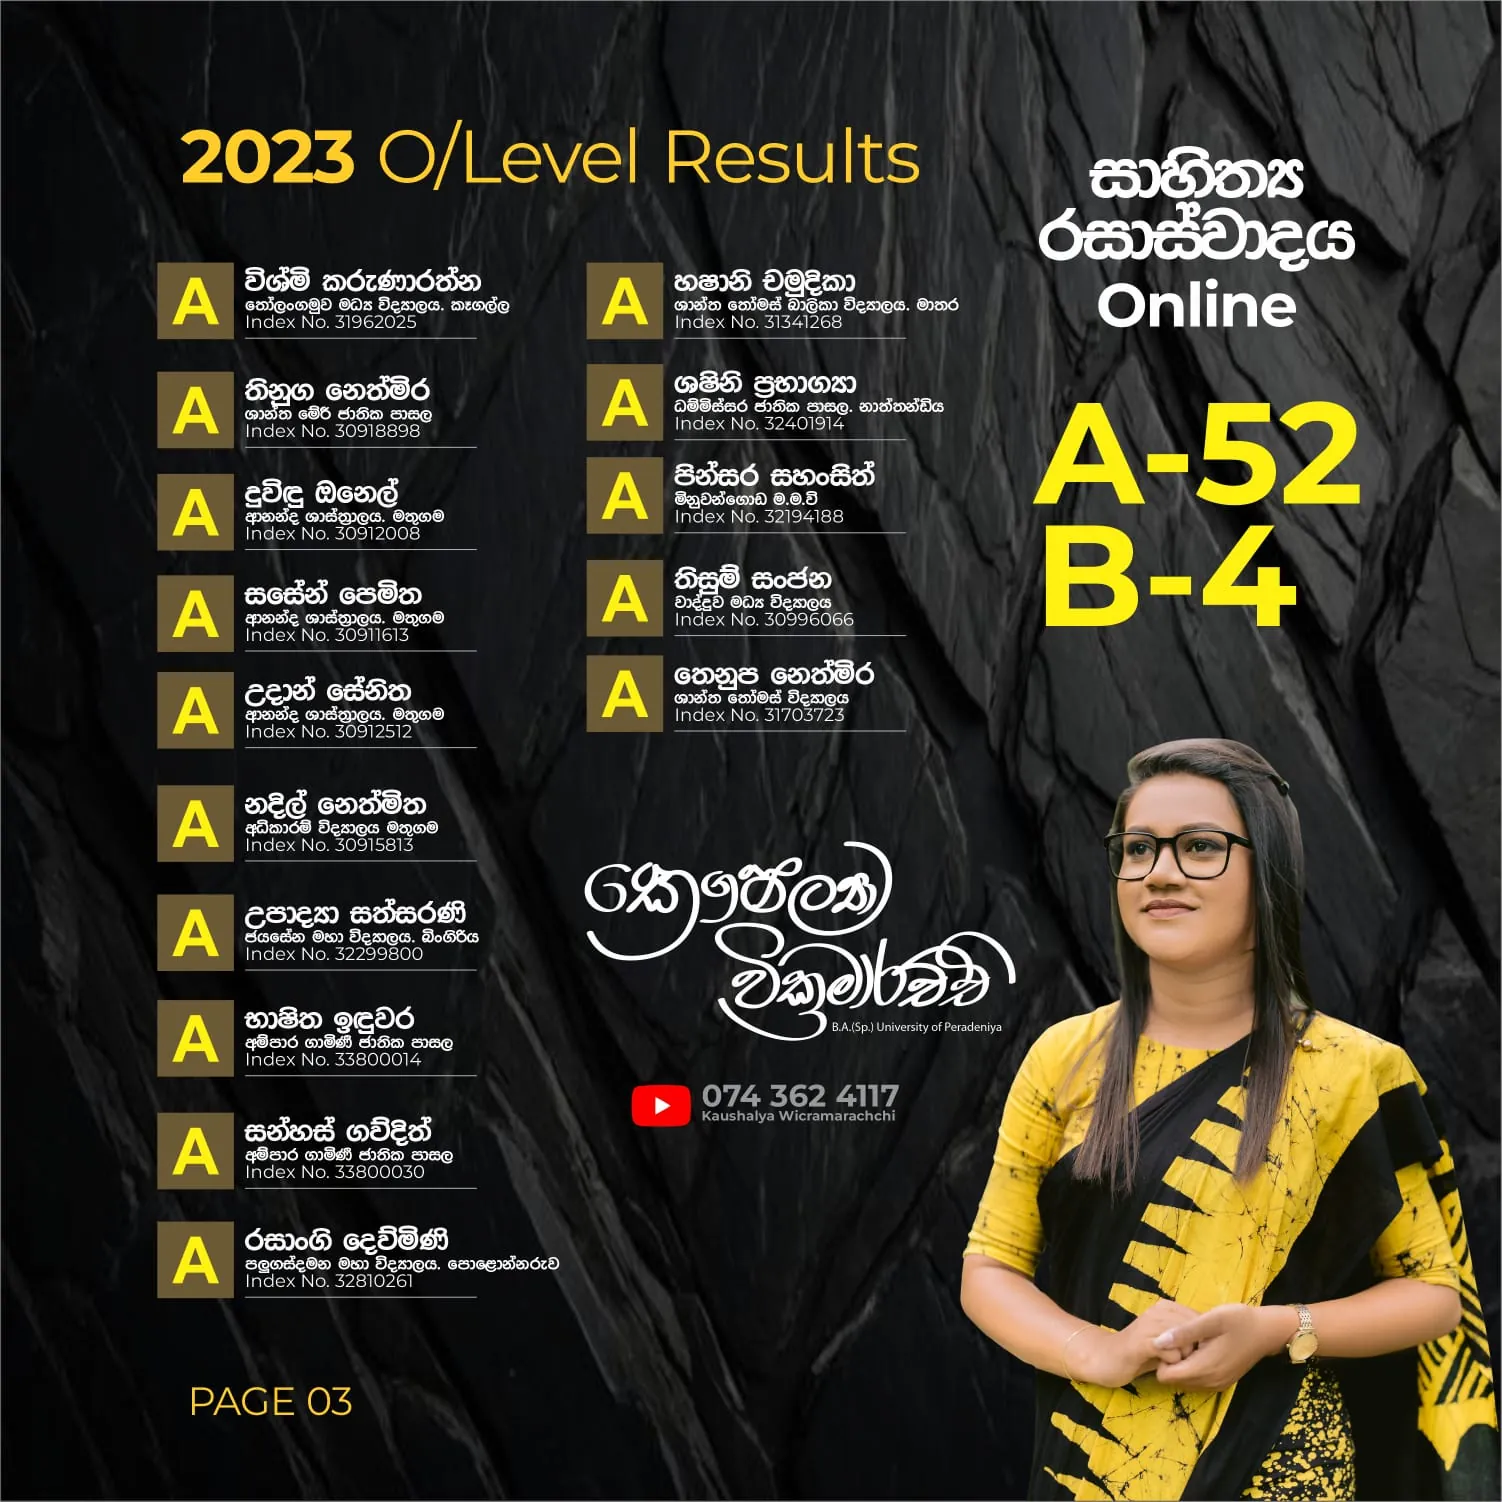 2023 O/Level Results
A
විශ්මි කරුණාරත්න
තෝලංගමුව මධ්‍ය විද්‍යාලය. කෑගල්ල
Index No. 31962025
A
තිනුග නෙත්මිර
ශාන්ත මේරි ජාතික පාසල
Index No. 30918898
A
දුවිඳු ඔනෙල්
ආනන්ද ශාස්ත්‍රාලය. මතුගම
Index No. 30912008
A
සසේන් පෙමිත
ආනන්ද ශාස්ත්‍රාලය. මතුගම
Index No. 30911613
A
උදාන් සේනිත
ආනන්ද ශාස්ත්‍රාලය. මතුගම
Index No. 30912512
A
නදිල් නෙත්මිත
අධිකාරම් විද්‍යාලය මතුගම
Index No. 30915813
A
උපාද්‍යා සත්සරණි
ජයසේන මහා විද්‍යාලය. බිංගිරිය
Index No. 32299800
A
භාෂිත ඉඳුවර
අම්පාර ගාමිණී ජාතික පාසල
Index No. 33800014
A
සන්හස් ගව්දිත්
අම්පාර ගාමිණී ජාතික පාසල
Index No. 33800030
A
රසාංගි දෙව්මිණි
පලුගස්දමන මහා විද්‍යාලය. පොළොන්නරුව
Index No. 32810261
A
හෂානි චමුදිකා
ශාන්ත තෝමස් බාලිකා විද්‍යාලය. මාතර
Index No. 31341268
A
ශෂිනි ප්‍රභාග්‍යා
ධම්මිස්සර ජාතික පාසල. නාත්තන්ඩිය
Index No. 32401914
A
පින්සර සහංසිත්
මිනුවන්ගොඩ ම.ම.වි
Index No. 32194188
A
තිසුම් සංජන
වාද්දුව මධ්‍ය විද්‍යාලය
Index No. 30996066
A
තෙනුප නෙත්මිර
ශාන්ත තෝමස් විද්‍යාලය
Index No. 31703723
සාහිත්‍ය
රසාස්වාදය
Online
A-52
B-4
කෞශල්‍යා
වික්‍රමාරච්චි
B.A.(Sp.) University of Peradeniya
074 362 4117
Kaushalya Wicramarachchi
PAGE 03